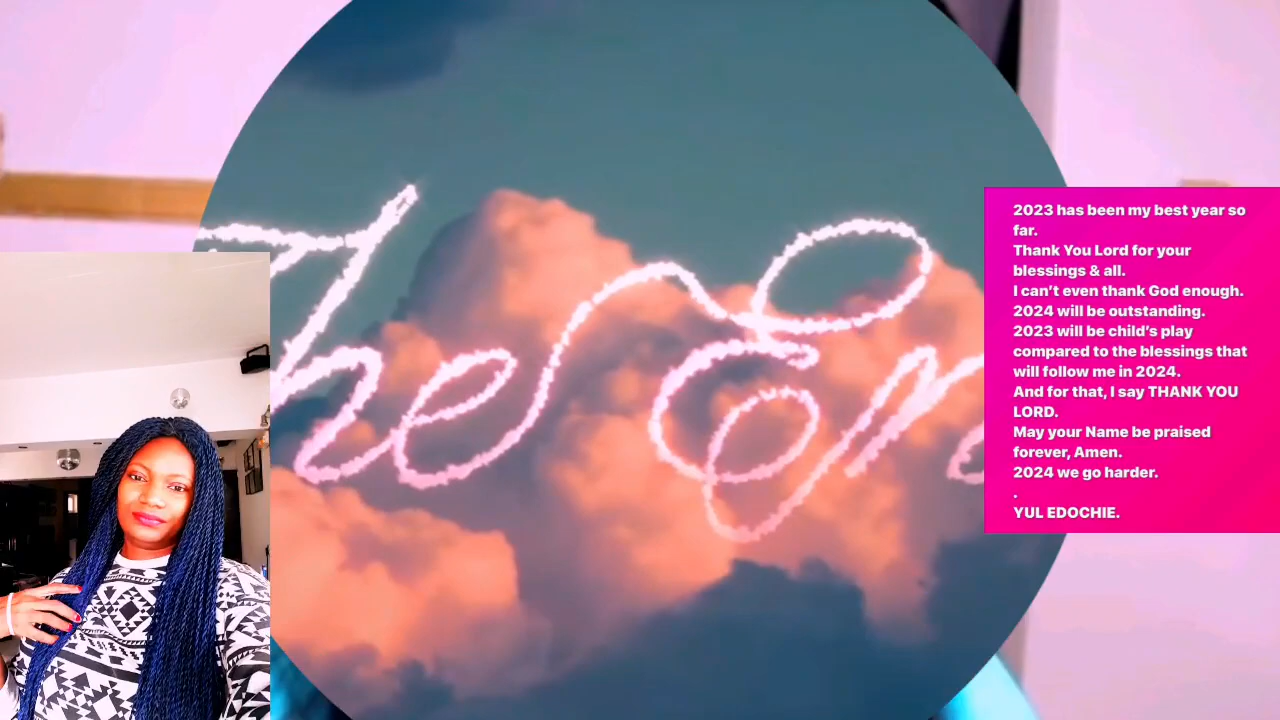 The End
2023 has been my best year so
far.
Thank You Lord for your
blessings & all.
I can't even thank God enough.
2024 will be outstanding.
2023 will be child's play
compared to the blessings that
will follow me in 2024.
And for that, I say THANK YOU
LORD.
May your Name be praised
forever, Amen.
2024 we go harder.
.
YUL EDOCHIE.